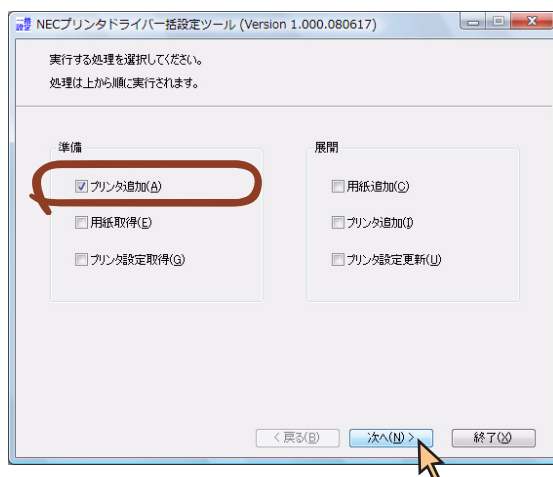 NECプリンタドライバー括設定ツール (Version 1.000.080617)
実行する処理を選択してください。
処理は上から順に実行されます。
準備
プリンタ追加(A)
用紙取得(E)
プリンタ設定取得(G)
展開
用紙追加(C)
プリンタ追加(I)
プリンタ設定更新(U)
< 戻る(B)
次へ(N) >
終了(X)